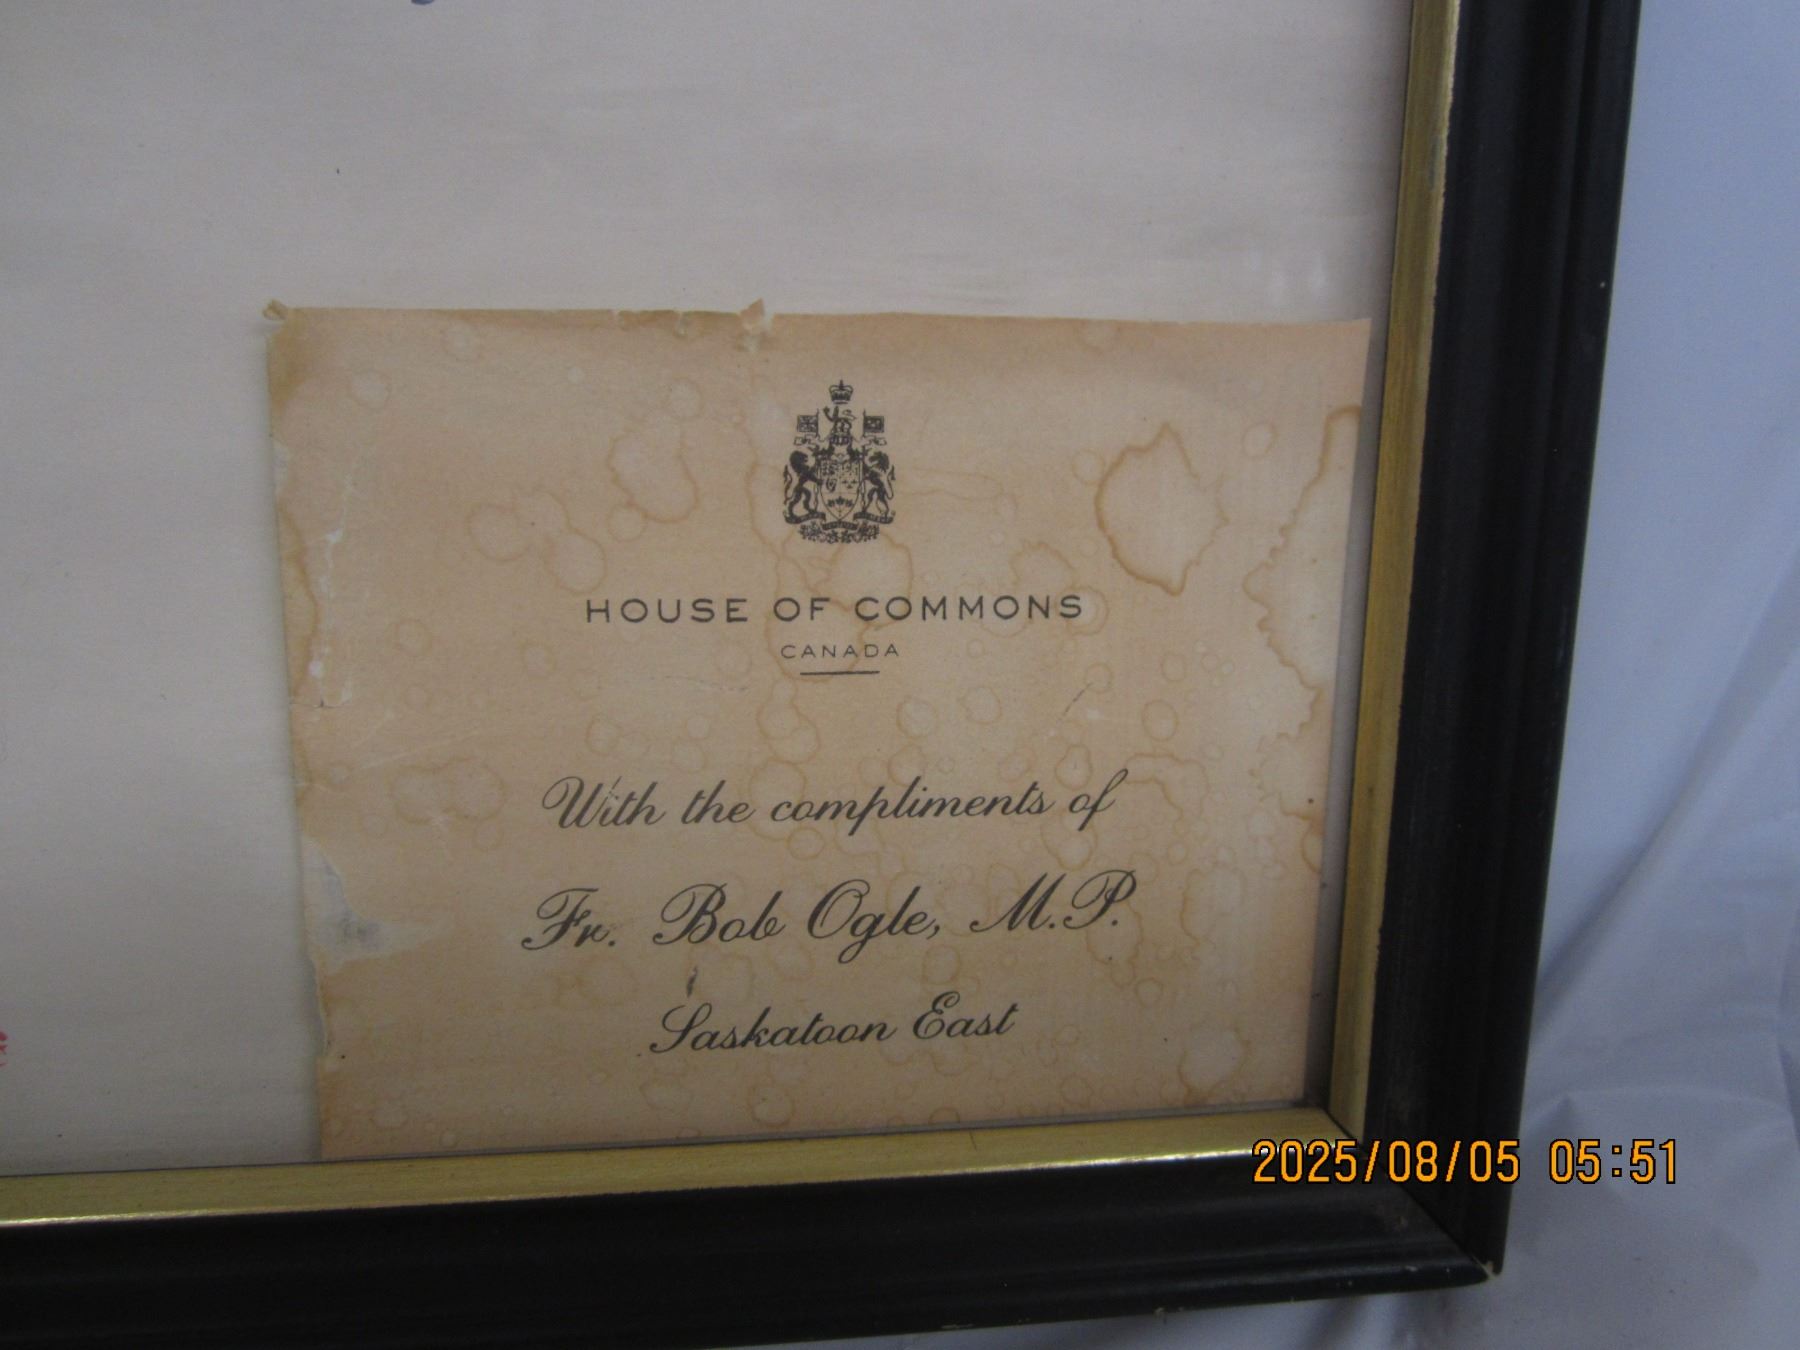 HOUSE OF COMMONS
CANADA
With the compliments of
Fr. Bob Ogle, M.P.
Saskatoon East
2025/08/05 05:51